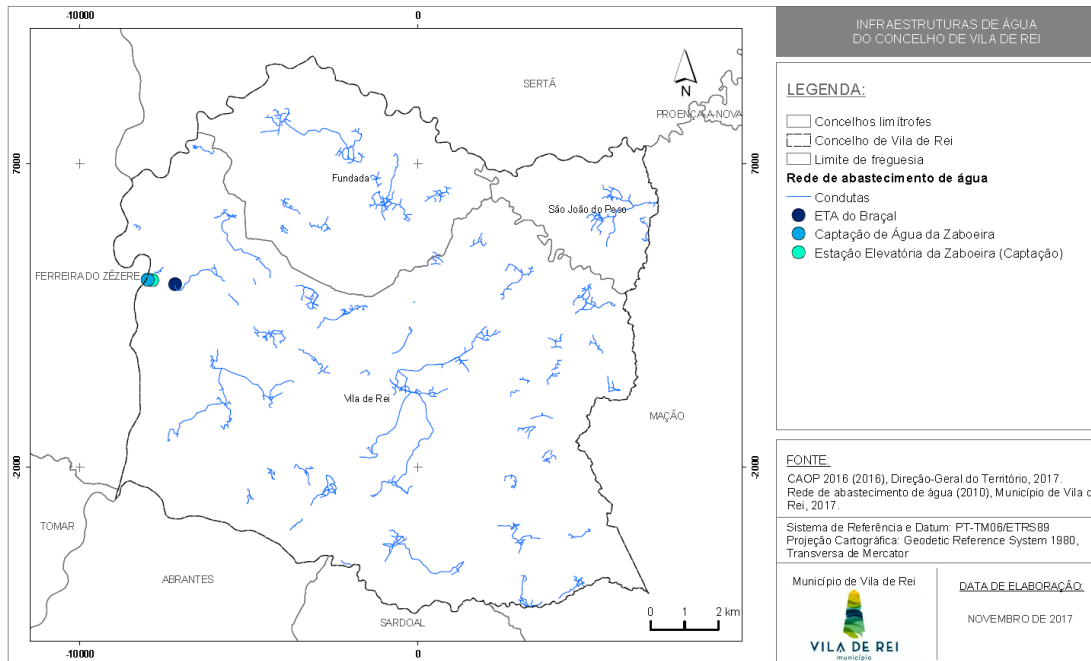 -10000
0
SERTÃ
N
PROENÇA-A-NOVA
7000
7000
Fundada
São João do Peso
FERREIRA DO ZÊZERE
Vila de Rei
MAÇÃO
-2000
-2000
TOMAR
ABRANTES
SARDOAL
0 1 2 km
-10000
0
INFRAESTRUTURAS DE ÁGUA
DO CONCELHO DE VILA DE REI
LEGENDA:
Concelhos limítrofes
Concelho de Vila de Rei
Limite de freguesia
Rede de abastecimento de água
Condutas
ETA do Braçal
Captação de Água da Zaboeira
Estação Elevatória da Zaboeira (Captação)
FONTE:
CAOP 2016 (2016), Direção-Geral do Território, 2017.
Rede de abastecimento de água (2010), Município de Vila d
Rei, 2017.
Sistema de Referência e Datum: PT-TM06/ETRS89
Projeção Cartográfica: Geodetic Reference System 1980,
Transversa de Mercator
Município de Vila de Rei
VILA DE REI
município
DATA DE ELABORAÇÃO:
NOVEMBRO DE 2017